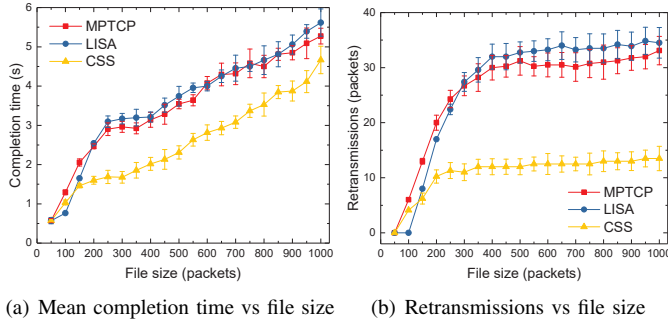 6
5
4
3
2
1
0
MPTCP
LISA
CSS
Completion time (s)
0 100 200 300 400 500 600 700 800 900 1000
File size (packets)
40
30
20
10
0
MPTCP
LISA
CSS
Retransmissions (packets)
0 100 200 300 400 500 600 700 800 900 1000
File size (packets)
(a) Mean completion time vs file size
(b) Retransmissions vs file size